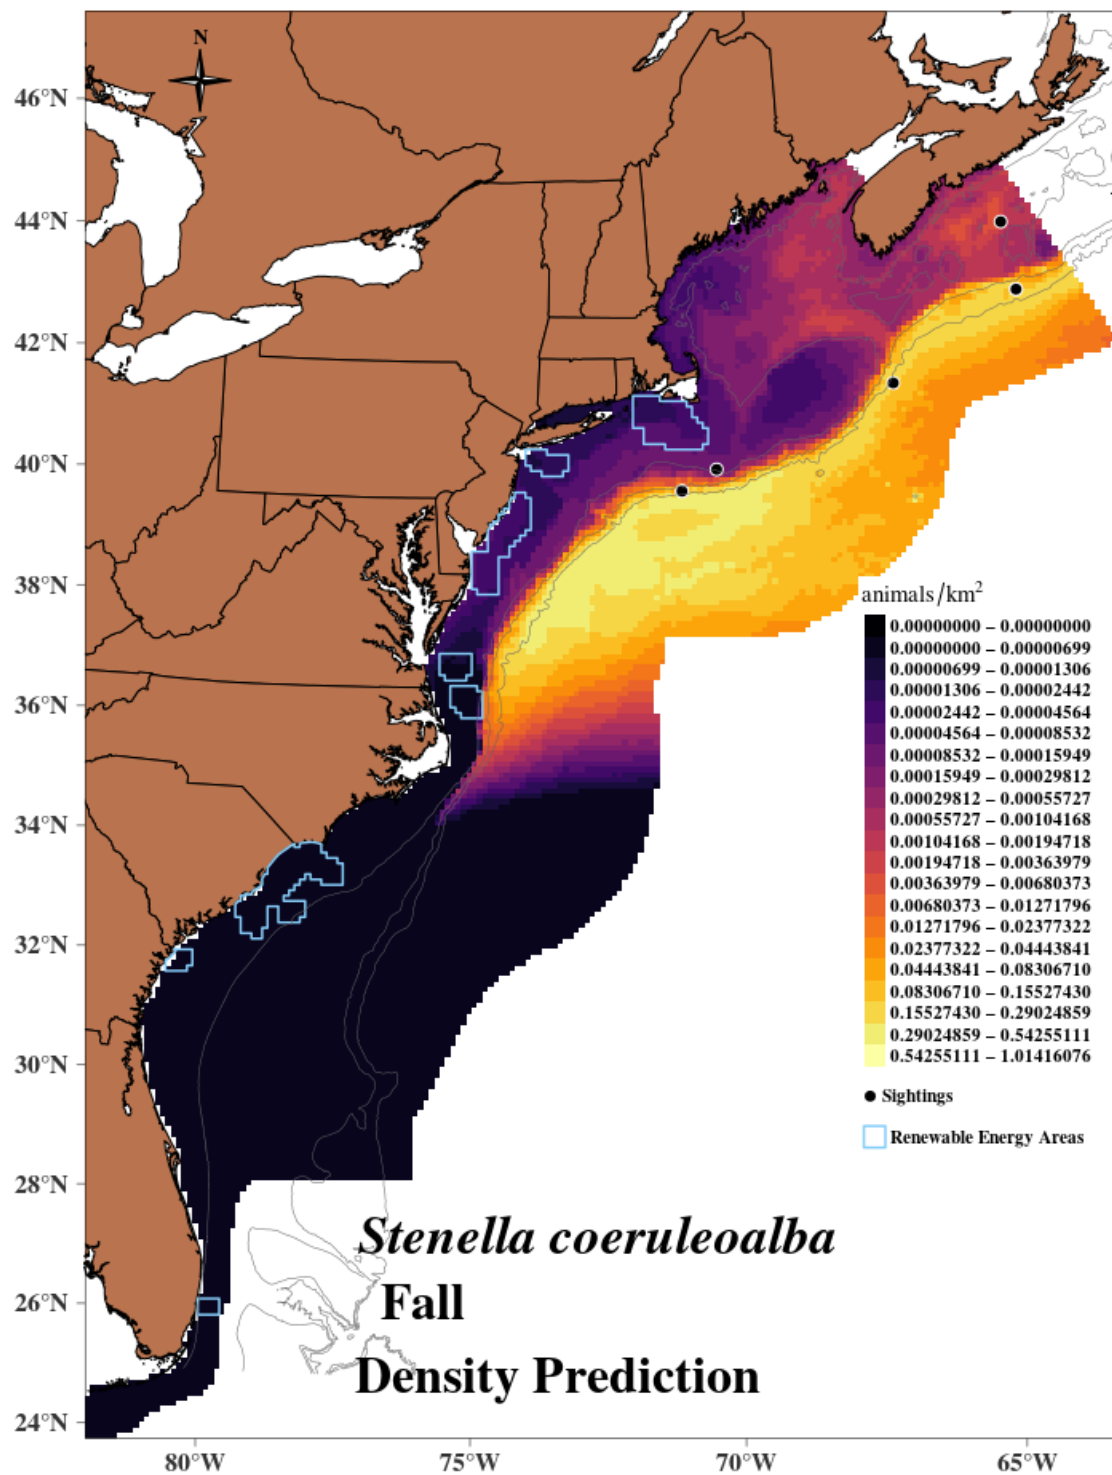 N
46°N
44°N
42°N
40°N
38°N
36°N
34°N
32°N
30°N
28°N
26°N
24°N
80°W
75°W
70°W
65°W
animals/km²
0.00000000 – 0.00000000
0.00000000 – 0.00000699
0.00000699 – 0.00001306
0.00001306 – 0.00002442
0.00002442 – 0.00004564
0.00004564 – 0.00008532
0.00008532 – 0.00015949
0.00015949 – 0.00029812
0.00029812 – 0.00055727
0.00055727 – 0.00104168
0.00104168 – 0.00194718
0.00194718 – 0.00363979
0.00363979 – 0.00680373
0.00680373 – 0.01271796
0.01271796 – 0.02377322
0.02377322 – 0.04443841
0.04443841 – 0.08306710
0.08306710 – 0.15527430
0.15527430 – 0.29024859
0.29024859 – 0.54255111
0.54255111 – 1.01416076
Sightings
Renewable Energy Areas
Stenella coeruleoalba
Fall
Density Prediction